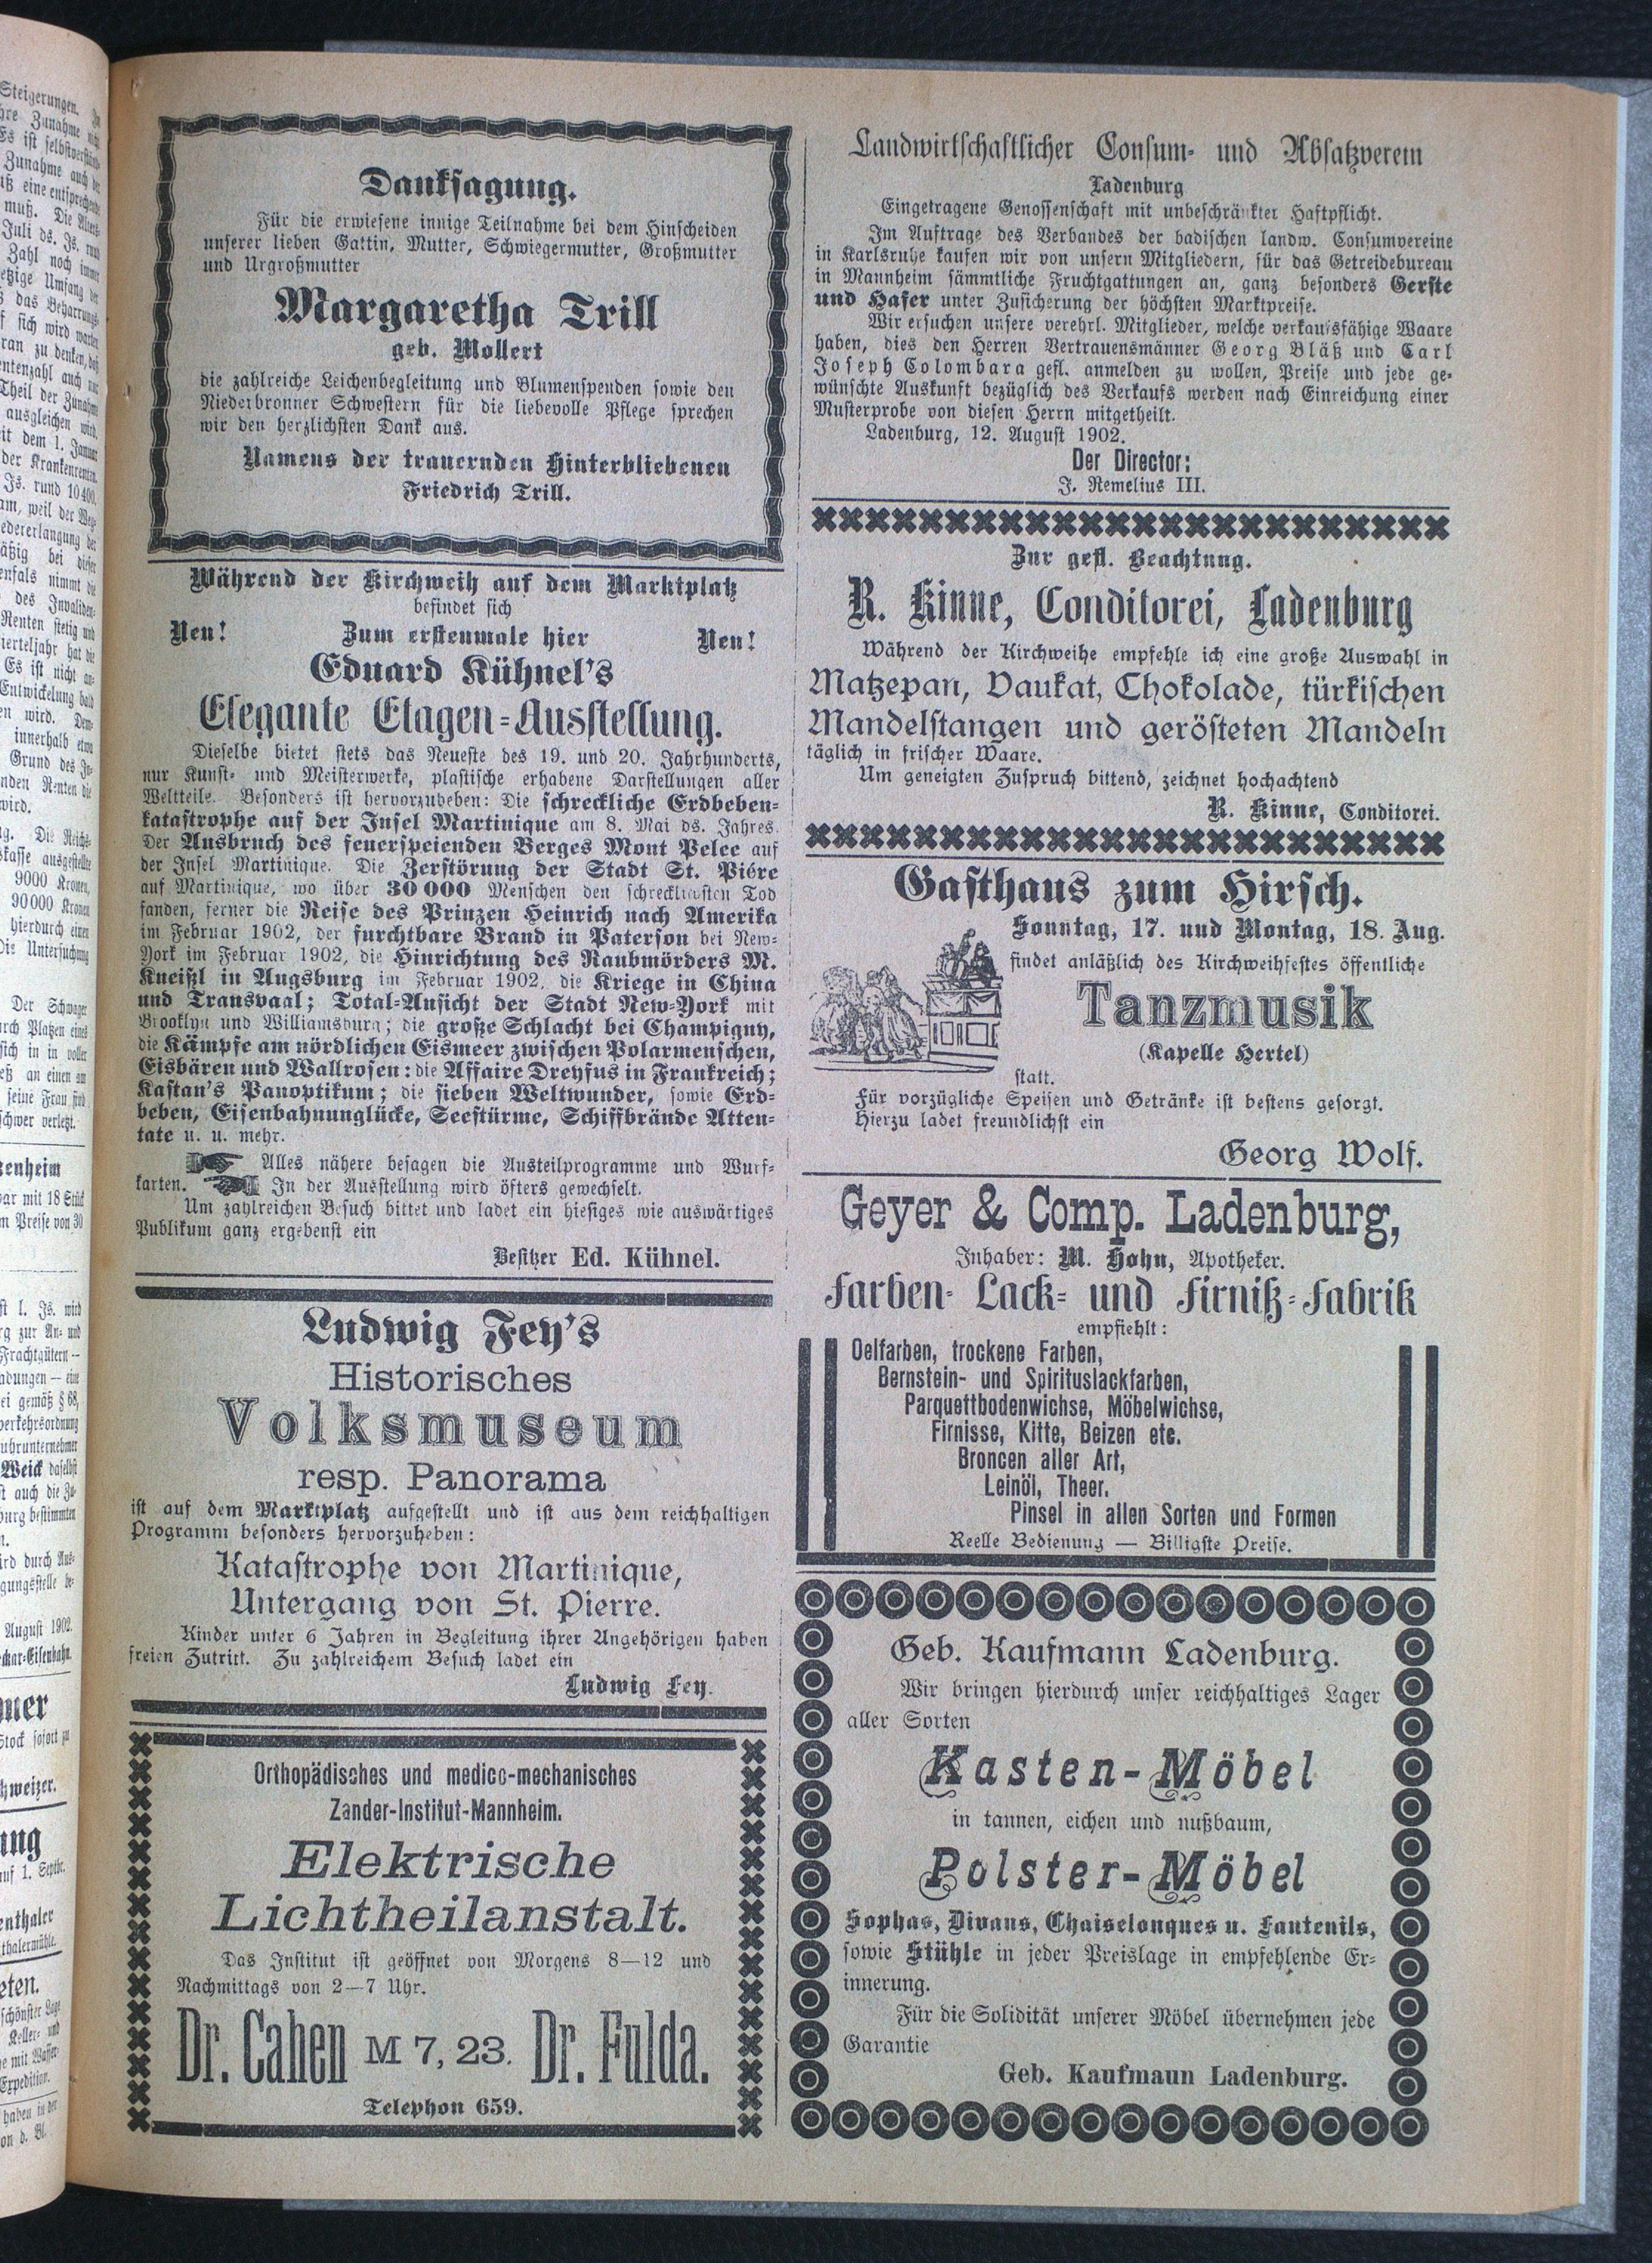 Danksagung.
Für die erwiesene innige Teilnahme bei dem Hinscheiden
unserer lieben Gattin, Mutter, Schwiegermutter, Großmutter
und Urgroßmutter
Margaretha Trill
geb. Mollert
die zahlreiche Leichenbegleitung und Blumenspenden sowie den
Niederbronner Schwestern für die liebevolle Pflege sprechen
wir den herzlichsten Dank aus.
Namens der trauernden Hinterbliebenen
Friedrich Trill.
Während der Kirchweih auf dem Marktplatz
befindet sich
Neu! Zum erstenmale hier Neu!
Eduard Kühnel's
Elegante Etagen-Ausstellung.
Dieselbe bietet stets das Neueste des 19. und 20. Jahrhunderts,
nur Kunst- und Meisterwerke, plastische erhabene Darstellungen aller
Weltteile. Besonders ist hervorzuheben: Die schreckliche Erdbeben-
katastrophe auf der Insel Martinique am 8. Mai ds. Jahres.
Der Ausbruch des feuerspeienden Berges Mont Pelee auf
der Insel Martinique. Die Zerstörung der Stadt St. Piére
auf Martinique, wo über 30 000 Menschen den schrecklichsten Tod
fanden, ferner die Reise des Prinzen Heinrich nach Amerika
im Februar 1902, der furchtbare Brand in Paterson bei New-
York im Februar 1902, die Hinrichtung des Raubmörders M.
Kneißl in Augsburg im Februar 1902, die Kriege in China
und Transvaal; Total-Ansicht der Stadt New-York mit
Brooklyn und Williamsburg; die große Schlacht bei Champigny,
die Kämpfe am nördlichen Eismeer zwischen Polarmenschen,
Eisbären und Wallrosen: die Affaire Dreyfus in Frankreich;
Kastan's Panoptikum; die sieben Weltwunder, sowie Erd-
beben, Eisenbahnunglücke, Seestürme, Schiffbrände Atten-
tate u. u. mehr.
Alles nähere besagen die Austeilprogramme und Wurf-
karten. In der Ausstellung wird öfters gewechselt.
Um zahlreichen Besuch bittet und ladet ein hiesiges wie auswärtiges
Publikum ganz ergebenst ein
Besitzer Ed. Kühnel.
Ludwig Fey's
Historisches
Volksmuseum
resp. Panorama
ist auf dem Marktplatz aufgestellt und ist aus dem reichhaltigen
Programm besonders hervorzuheben:
Katastrophe von Martinique,
Untergang von St. Pierre.
Kinder unter 6 Jahren in Begleitung ihrer Angehörigen haben
freien Zutritt. Zu zahlreichem Besuch ladet ein
Ludwig Fey.
Orthopädisches und medico-mechanisches
Zander-Institut-Mannheim.
Elektrische
Lichtheilanstalt.
Das Institut ist geöffnet von Morgens 8—12 und
Nachmittags von 2—7 Uhr.
Dr. Cahen M 7, 23. Dr. Fulda.
Telephon 659.
Landwirtschaftlicher Consum- und Absatzverein
Ladenburg
Eingetragene Genossenschaft mit unbeschränkter Haftpflicht.
Im Auftrage des Verbandes der badischen landw. Consumvereine
in Karlsruhe kaufen wir von unsern Mitgliedern, für das Getreidebureau
in Mannheim sämmtliche Fruchtgattungen an, ganz besonders Gerste
und Hafer unter Zusicherung der höchsten Marktpreise.
Wir ersuchen unsere verehrl. Mitglieder, welche verkaufsfähige Waare
haben, dies den Herren Vertrauensmänner Georg Bläß und Carl
Joseph Colombara gefl. anmelden zu wollen, Preise und jede ge-
wünschte Auskunft bezüglich des Verkaufs werden nach Einreichung einer
Musterprobe von diesen Herrn mitgetheilt.
Ladenburg, 12. August 1902.
Der Director:
J. Remelius III.
Zur gefl. Beachtung.
R. Kinne, Conditorei, Ladenburg
Während der Kirchweihe empfehle ich eine große Auswahl in
Matzepan, Daukat, Chokolade, türkischen
Mandelstangen und gerösteten Mandeln
täglich in frischer Waare.
Um geneigten Zuspruch bittend, zeichnet hochachtend
R. Kinne, Conditorei.
Gasthaus zum Hirsch.
Sonntag, 17. und Montag, 18. Aug.
findet anläßlich des Kirchweihfestes öffentliche
Tanzmusik
(Kapelle Hertel)
statt.
Für vorzügliche Speisen und Getränke ist bestens gesorgt.
Hierzu ladet freundlichst ein
Georg Wolf.
Geyer & Comp. Ladenburg,
Inhaber: M. Hohn, Apotheker.
Farben- Lack- und Firniß-Fabrik
empfiehlt:
Oelfarben, trockene Farben,
Bernstein- und Spirituslackfarben,
Parquettbodenwichse, Möbelwichse,
Firnisse, Kitte, Beizen etc.
Broncen aller Art,
Leinöl, Theer.
Pinsel in allen Sorten und Formen
Reelle Bedienung — Billigste Preise.
Geb. Kaufmann Ladenburg.
Wir bringen hierdurch unser reichhaltiges Lager
aller Sorten
Kasten-Möbel
in tannen, eichen und nußbaum,
Polster-Möbel
Sophas, Divans, Chaiselonques u. Fauteuils,
sowie Stühle in jeder Preislage in empfehlende Er-
innerung.
Für die Solidität unserer Möbel übernehmen jede
Garantie
Geb. Kaufmaun Ladenburg.